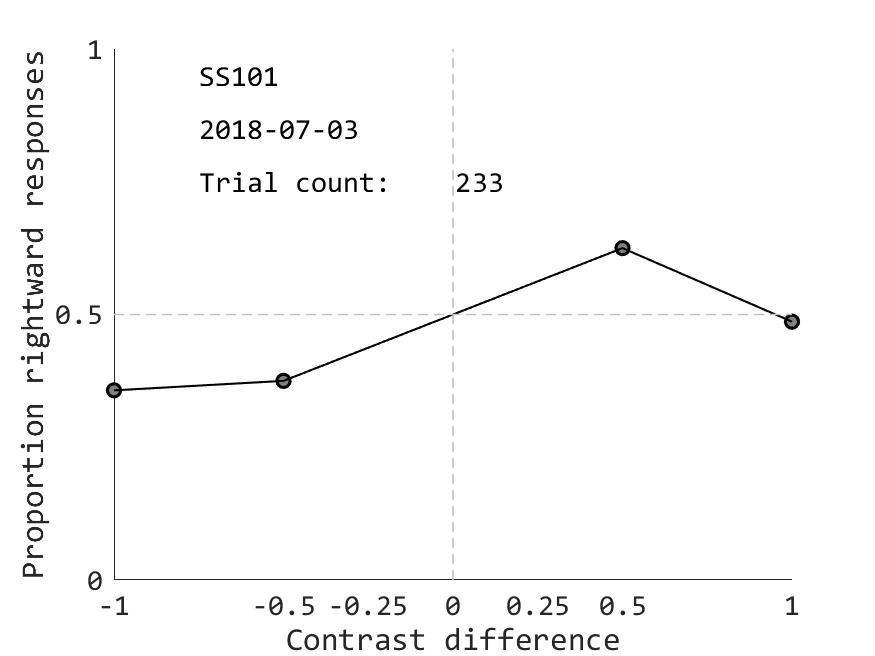 1
SS101
2018-07-03
Trial count: 233
Proportion rightward responses
0.5
0
-1 -0.5 -0.25 0 0.25 0.5 1
Contrast difference